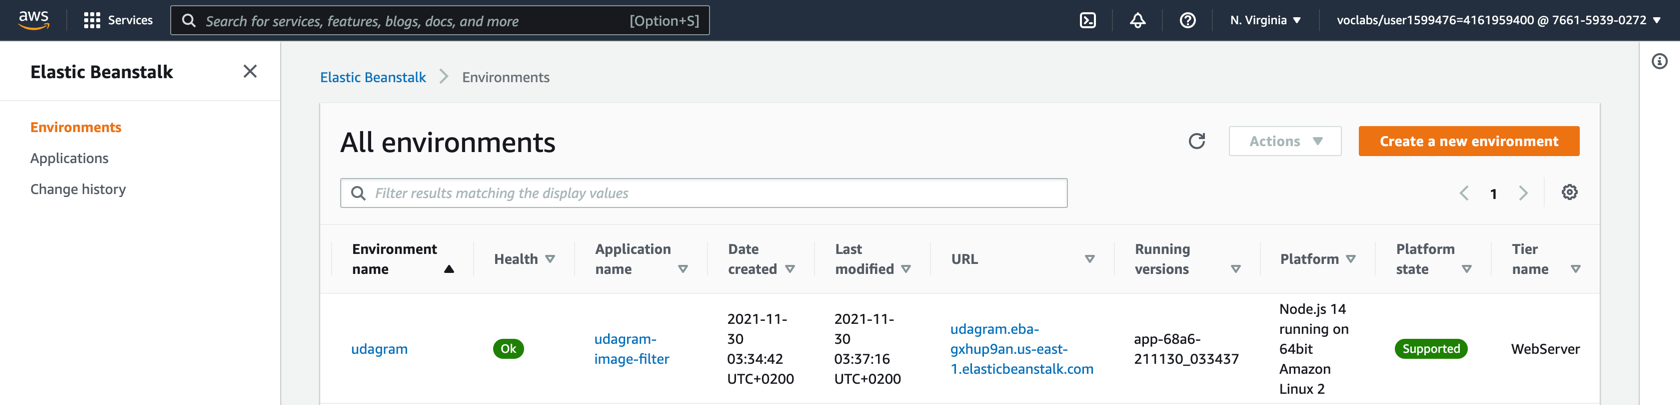 aws Services Search for services, features, blogs, docs, and more [Option+S] N. Virginia voclabs/user1599476=4161959400 @ 7661-5939-0272
Elastic Beanstalk
Environments
Applications
Change history
Elastic Beanstalk Environments
All environments
Actions Create a new environment
Filter results matching the display values
1
Environment name
Health
Application name
Date created
Last modified
URL
Running versions
Platform
Platform state
Tier name
udagram
Ok
udagram-
image-filter
2021-11-
30
03:34:42
UTC+0200
2021-11-
30
03:37:16
UTC+0200
udagram.eba-
gxhup9an.us-east-
1.elasticbeanstalk.com
app-68a6-
211130_033437
Node.js 14
running on
64bit
Amazon
Linux 2
Supported
WebServer